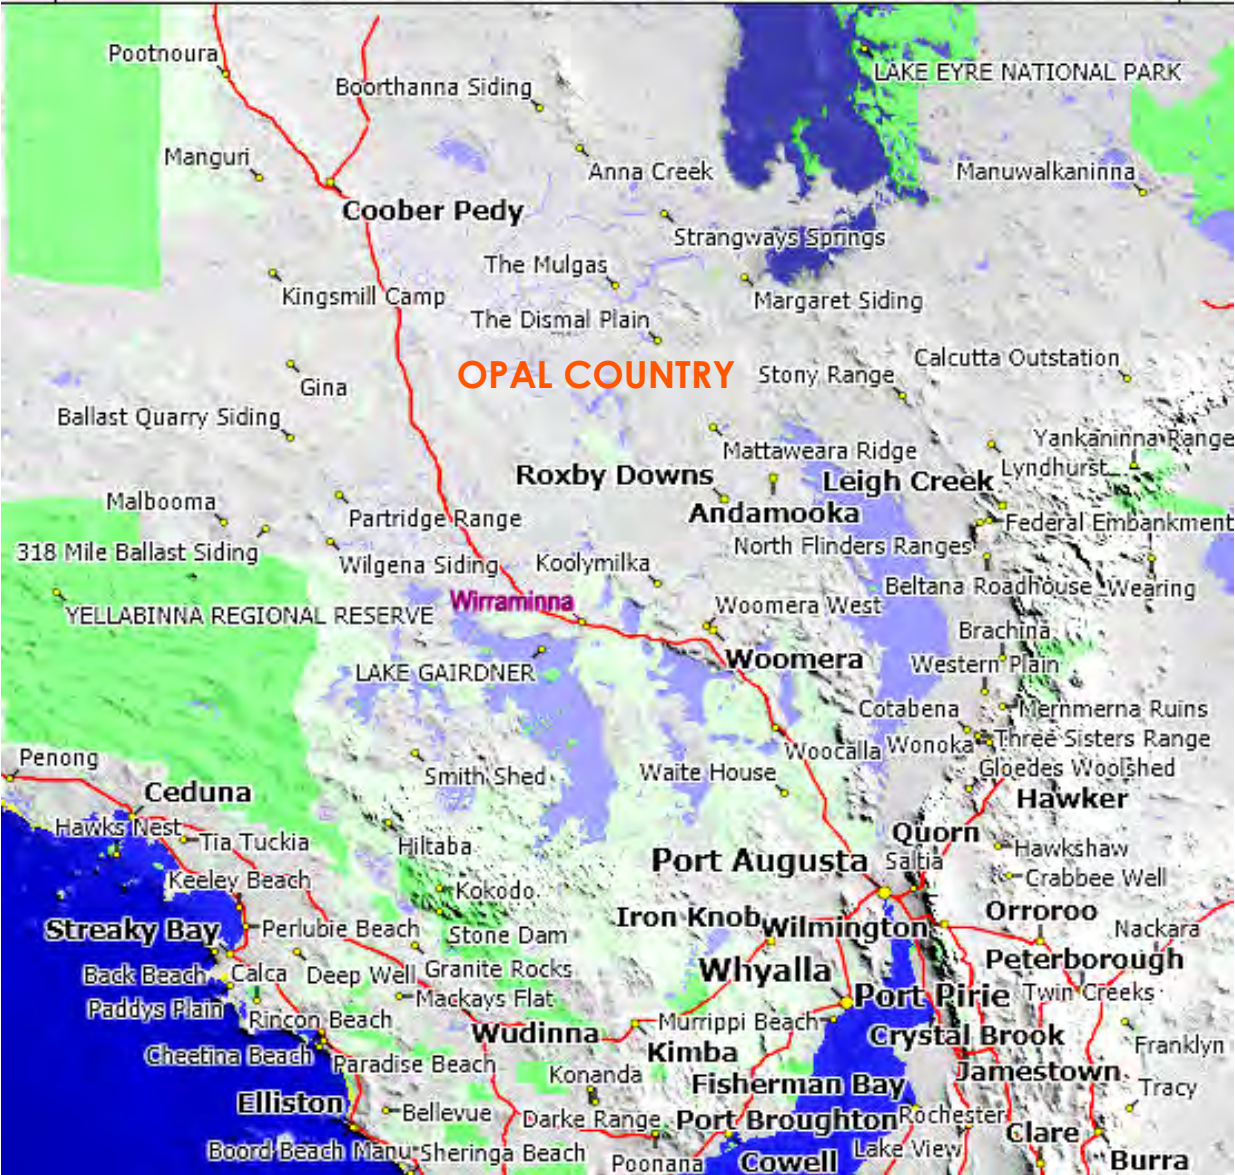 Pootnoura
LAKE EYRE NATIONAL PARK
Boorthanna Siding
Manguri
Anna Creek
Manuwalkaninna
Coober Pedy
Strangways Springs
The Mulgas
Kingsmill Camp
Margaret Siding
The Dismal Plain
Calcutta Outstation
OPAL COUNTRY
Stony Range
Gina
Ballast Quarry Siding
Yankaninna Range
Mattaweara Ridge
Lyndhurst
Roxby Downs
Leigh Creek
Malbooma
Andamooka
Partridge Range
Federal Embankment
318 Mile Ballast Siding
North Flinders Ranges
Wilgena Siding
Koolymilka
Beltana Roadhouse
Wearing
Wirraminna
Woomera West
YELLABINNA REGIONAL RESERVE
Brachina
Woomera
Western Plain
LAKE GAIRDNER
Cotabena
Mernmerna Ruins
Three Sisters Range
Woocalla
Wonoka
Penong
Smith Shed
Waite House
Gloedes Woolshed
Ceduna
Hawker
Hawks Nest
Quorn
Tia Tuckia
Hiltaba
Hawkshaw
Port Augusta
Saltia
Keeley Beach
Crabbee Well
Kokodo
Orroroo
Iron Knob
Wilmington
Perlubie Beach
Nackara
Streaky Bay
Stone Dam
Peterborough
Back Beach
Calca
Deep Well
Granite Rocks
Whyalla
Mackays Flat
Port Pirie
Twin Creeks
Paddys Plain
Rincon Beach
Murrippi Beach
Wudinna
Crystal Brook
Franklyn
Cheetina Beach
Kimba
Paradise Beach
Jamestown
Konanda
Fisherman Bay
Tracy
Elliston
Bellevue
Darke Range
Port Broughton
Rochester
Clare
Boord Beach
Manu
Sheringa Beach
Poonana
Cowell
Lake View
Burra